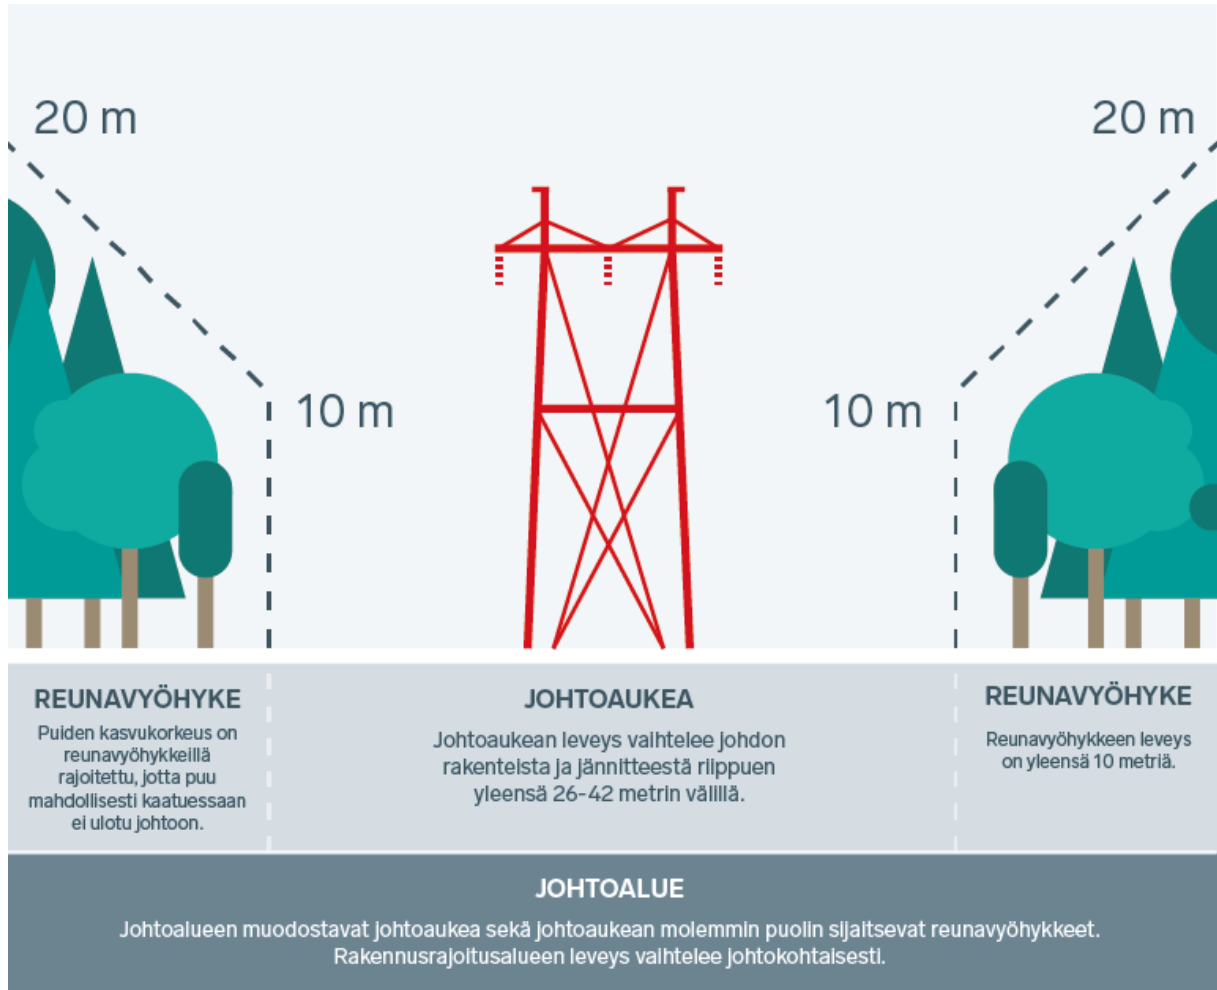 20 m
20 m
10 m
10 m
REUNAVYÖHYKE
Puiden kasvukorkeus on
reunavyöhykkeillä
rajoitettu, jotta puu
mahdollisesti kaatuessaan
ei ulotu johtoon.
JOHTOAUKEA
Johtoaukean leveys vaihtelee johdon
rakenteista ja jännitteestä riippuen
yleensä 26-42 metrin välillä.
REUNAVYÖHYKE
Reunavyöhykkeen leveys
on yleensä 10 metriä.
JOHTOALUE
Johtoalueen muodostavat johtoaukea sekä johtoaukean molemmin puolin sijaitsevat reunavyöhykkeet.
Rakennusrajoitusalueen leveys vaihtelee johtokohtaisesti.